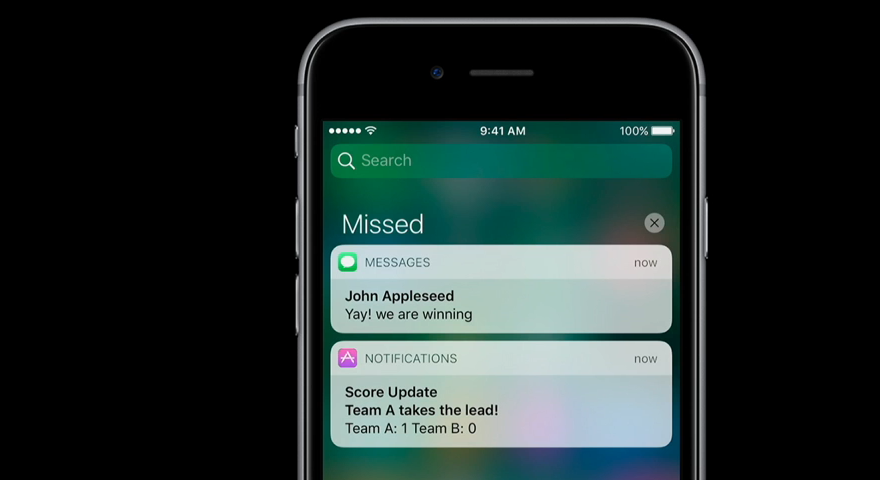 9:41 AM
100%
Search
Missed
MESSAGES
now
John Appleseed
Yay! we are winning
NOTIFICATIONS
now
Score Update
Team A takes the lead!
Team A: 1 Team B: 0